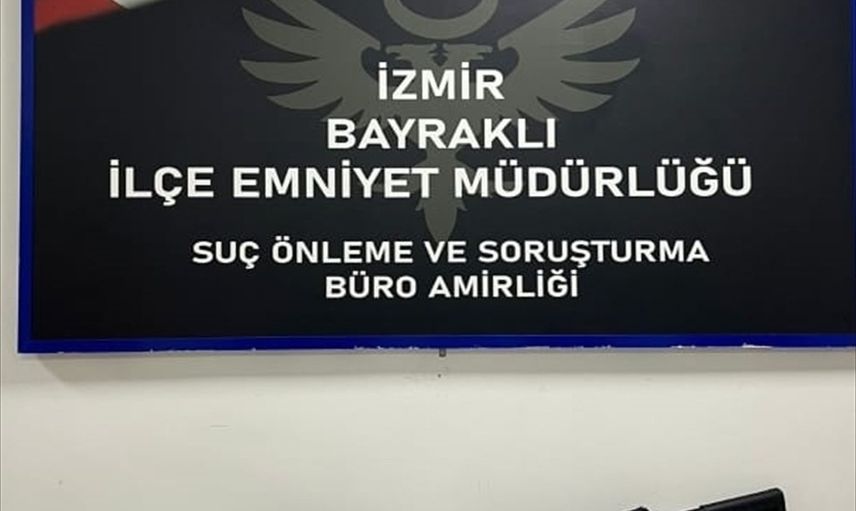 İZMİR
BAYRAKLI
İLÇE EMNİYET MÜDÜRLÜĞÜ
SUÇ ÖNLEME VE SORUŞTURMA
BÜRO AMİRLİĞİ